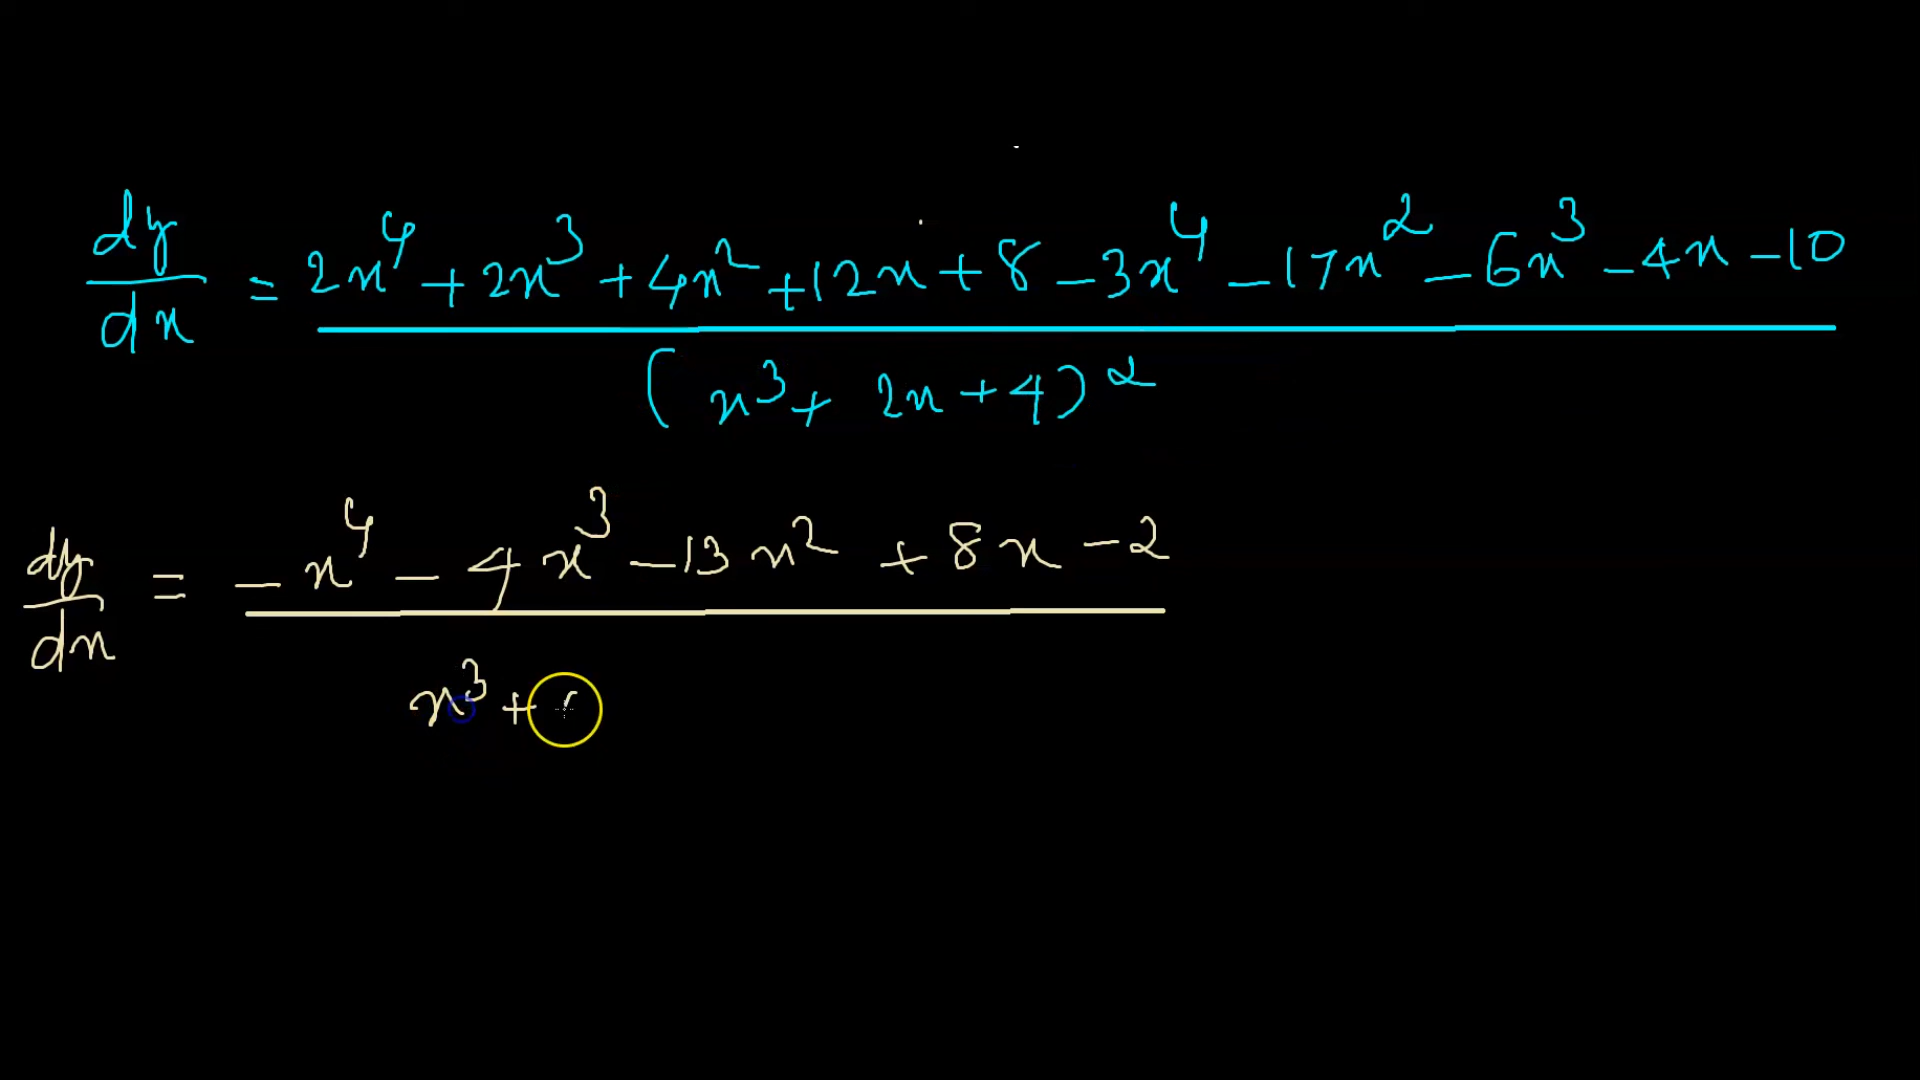 dy/dx = 2x⁴ + 2x³ + 4x² + 12x + 8 - 3x⁴ - 17x² - 6x³ - 4x - 10
(x³ + 2x + 4)²
dy/dx = - x⁴ - 4x³ - 13x² + 8x - 2
x³ +